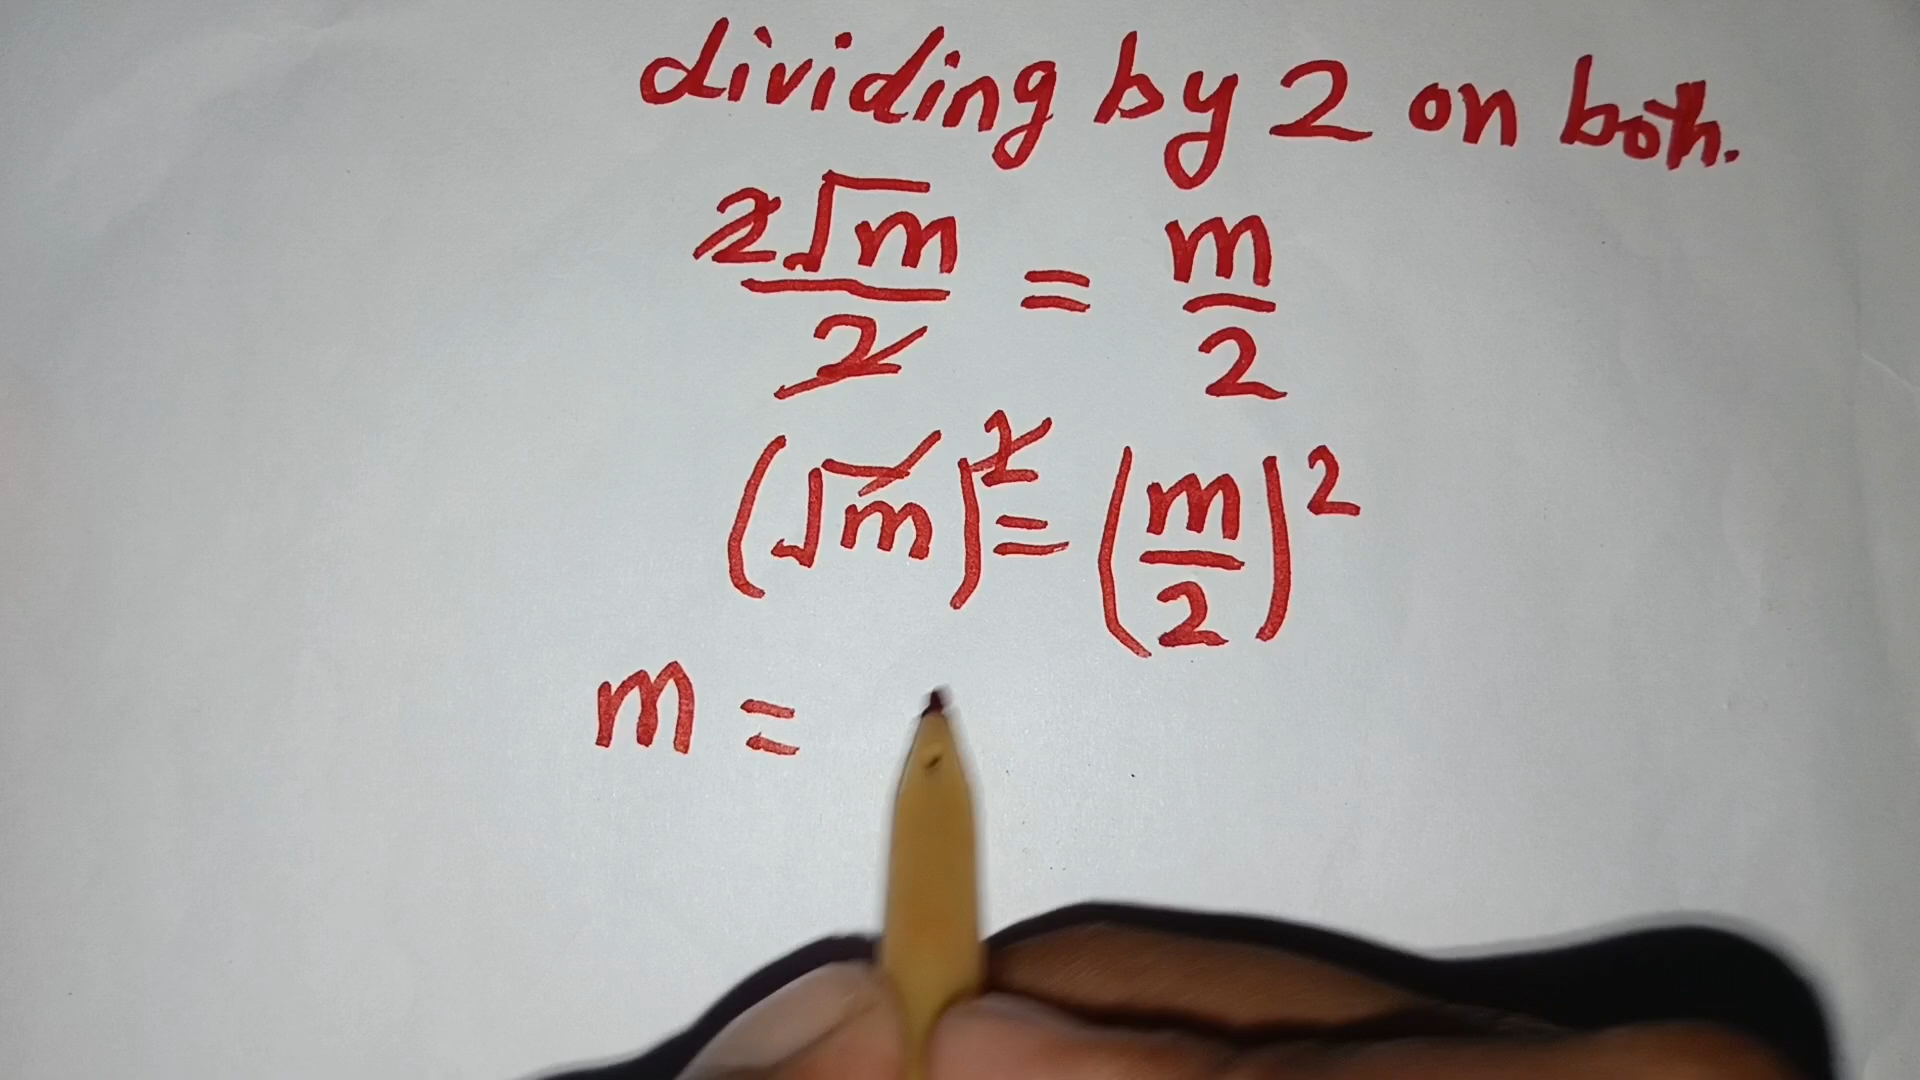 dividing by 2 on both.
2√m/2 = m/2
(√m)² = (m/2)²
m =